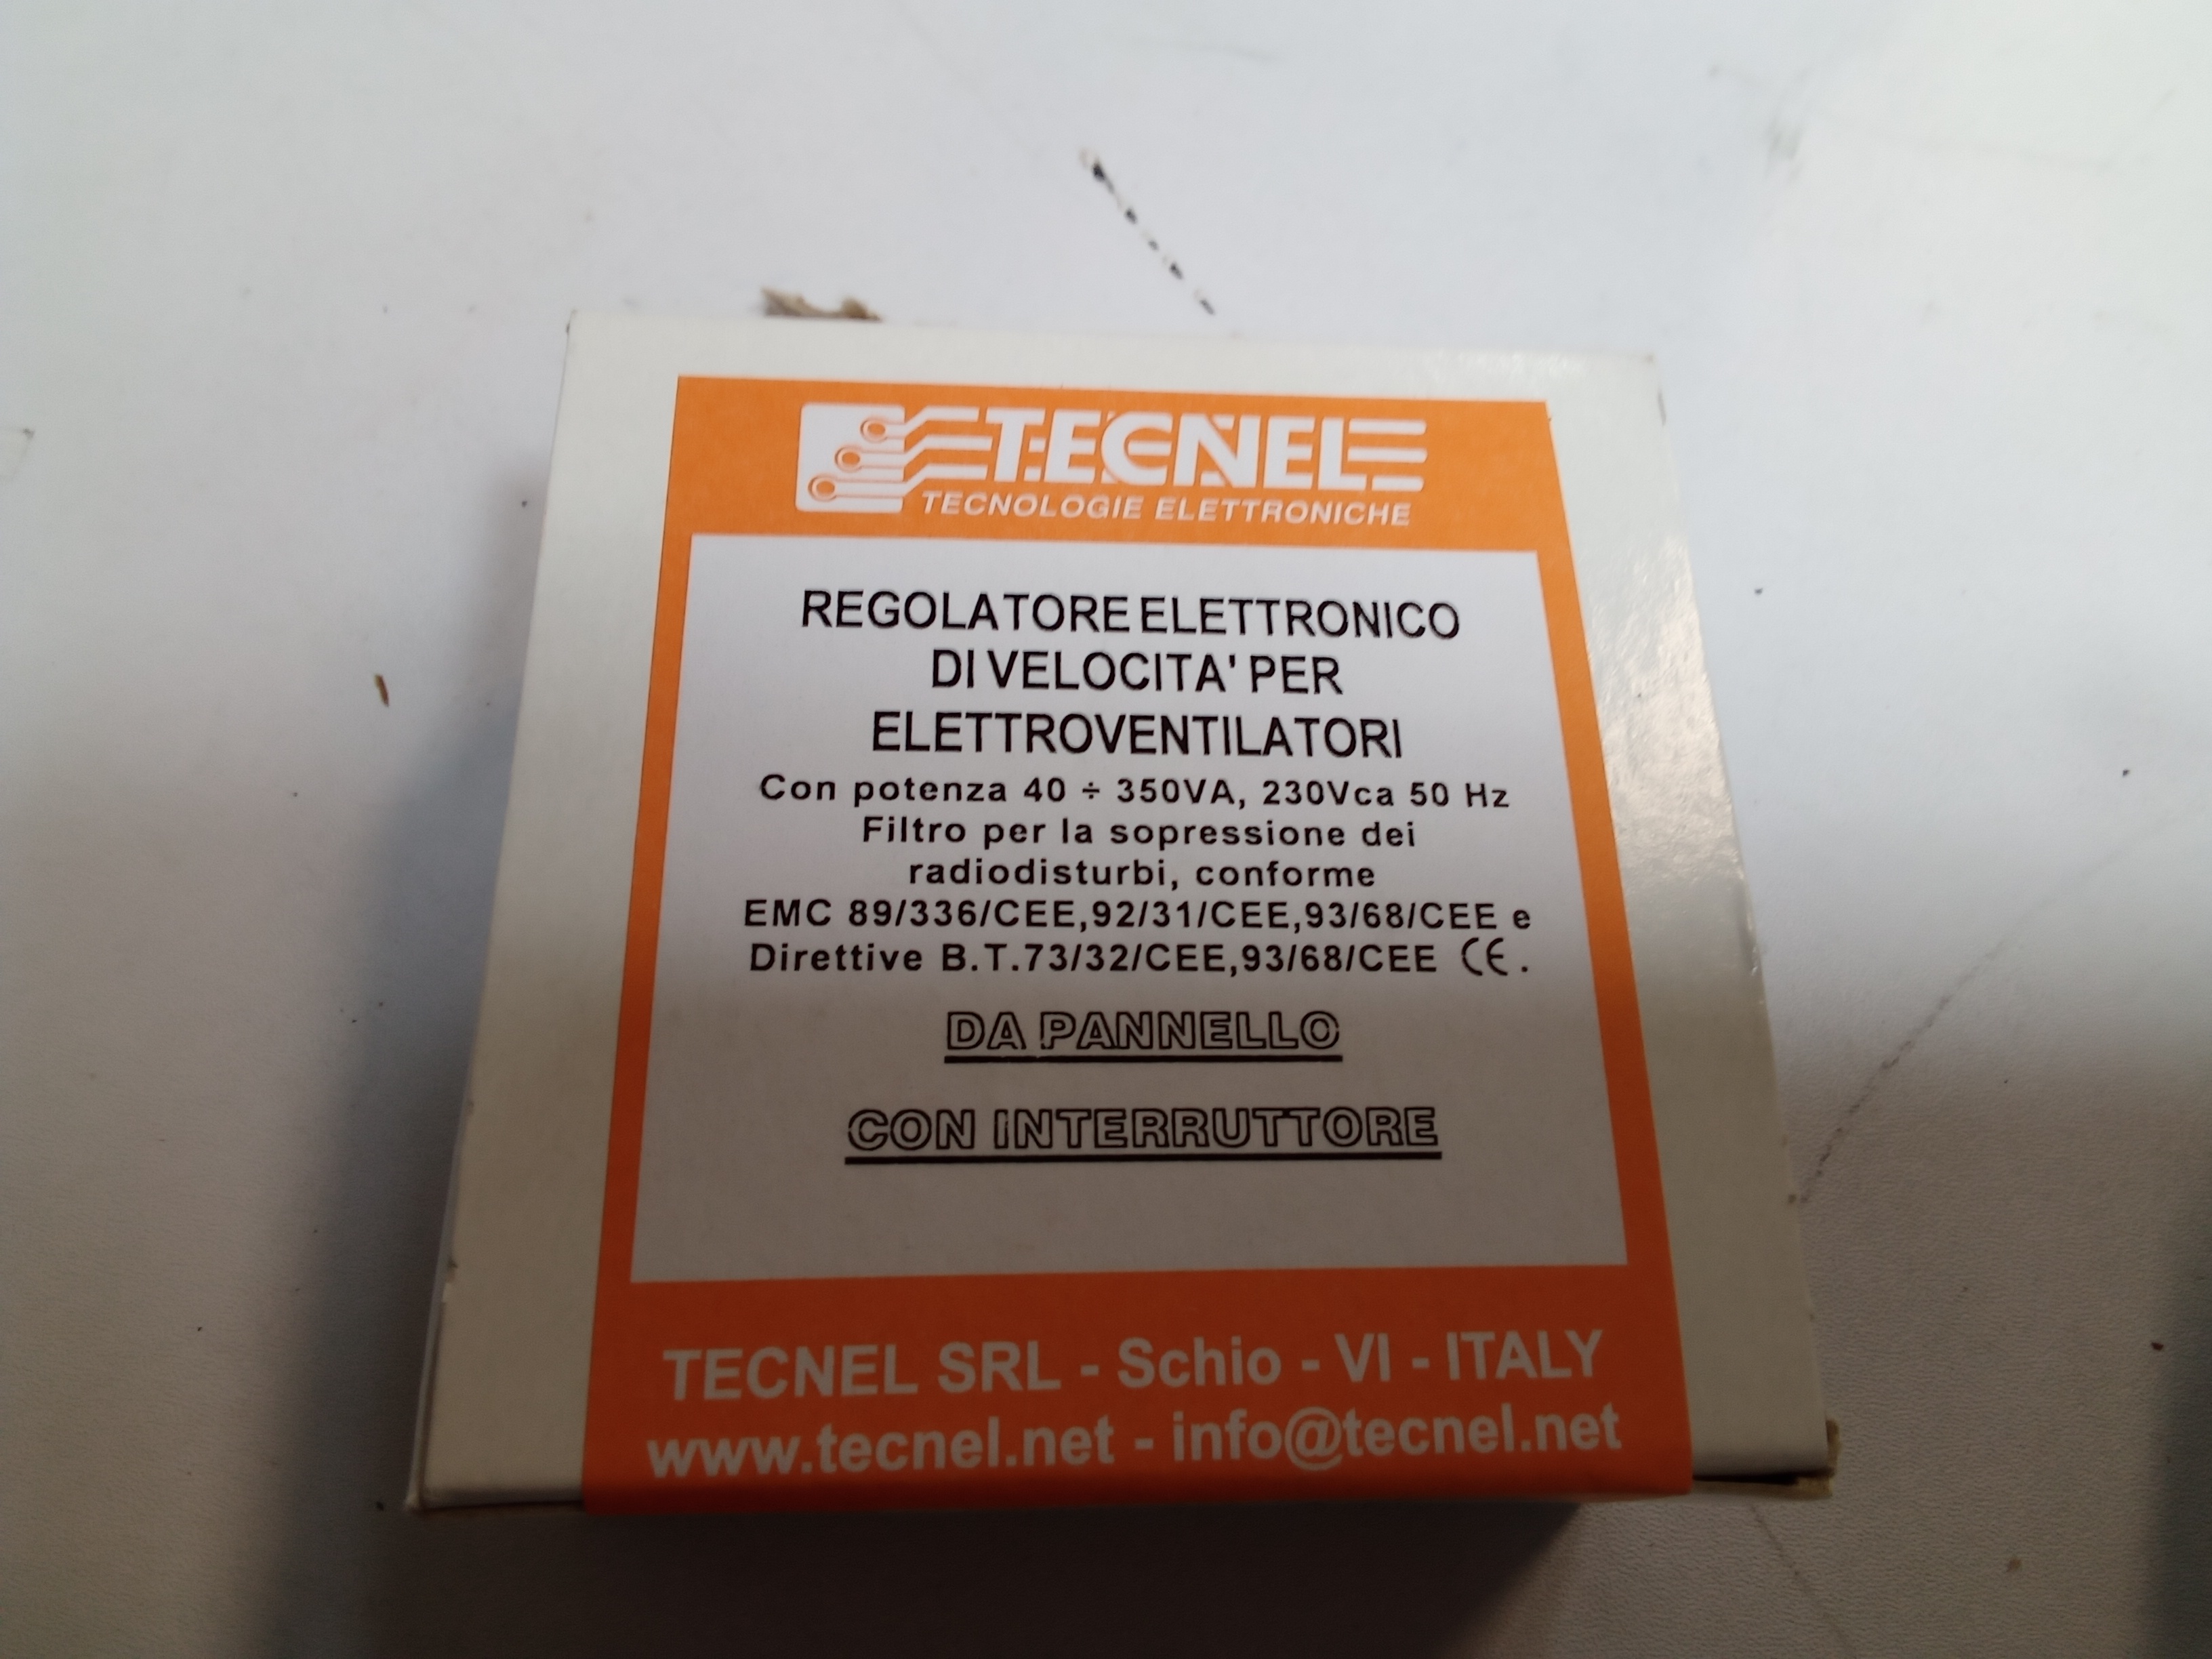 TECNEL
TECNOLOGIE ELETTRONICHE
REGOLATORE ELETTRONICO
DI VELOCITA' PER
ELETTROVENTILATORI
Con potenza 40 ÷ 350VA, 230Vca 50 Hz
Filtro per la sopressione dei
radiodisturbi, conforme
EMC 89/336/CEE,92/31/CEE,93/68/CEE e
Direttive B.T.73/32/CEE,93/68/CEE CE.
DA PANNELLO
CON INTERRUTTORE
TECNEL SRL - Schio - VI - ITALY
www.tecnel.net - info@tecnel.net